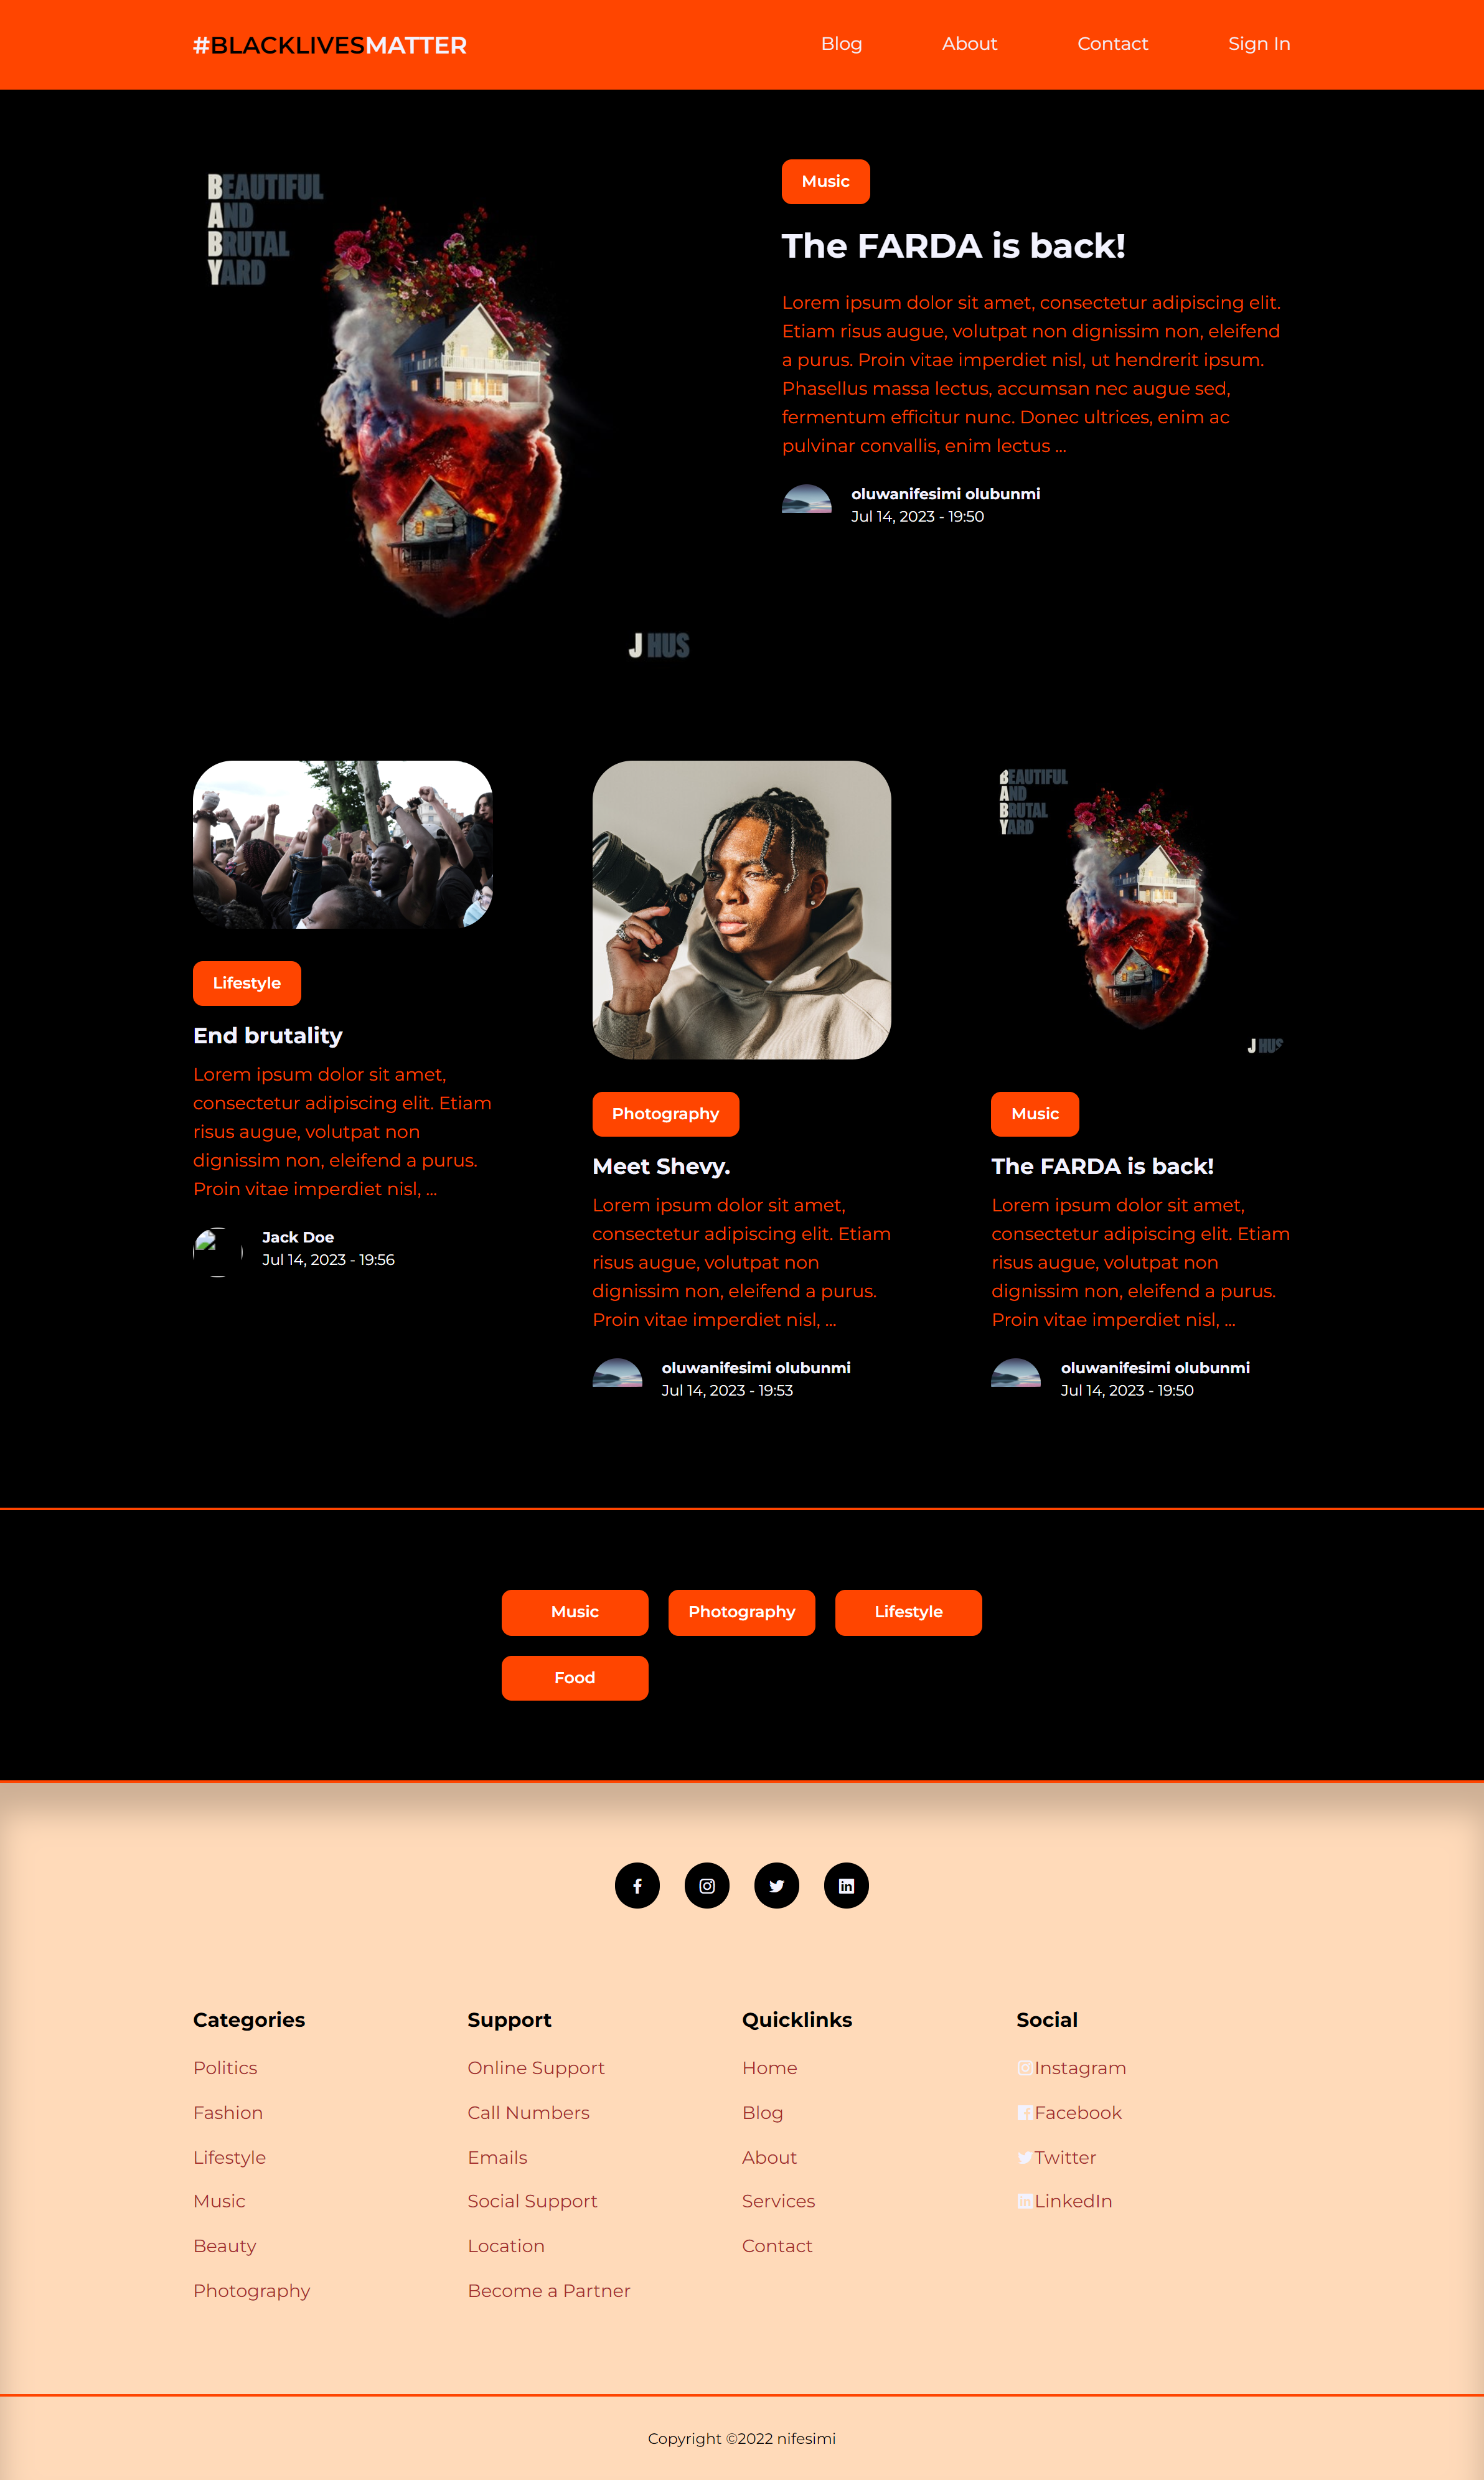 #BLACKLIVESMATTER
Blog
About
Contact
Sign In
BEAUTIFUL
AND
BRUTAL
YARD
J HUS
Music
The FARDA is back!
Lorem ipsum dolor sit amet, consectetur adipiscing elit.
Etiam risus augue, volutpat non dignissim non, eleifend
a purus. Proin vitae imperdiet nisl, ut hendrerit ipsum.
Phasellus massa lectus, accumsan nec augue sed,
fermentum efficitur nunc. Donec ultrices, enim ac
pulvinar convallis, enim lectus ...
oluwanifesimi olubunmi
Jul 14, 2023 - 19:50
Lifestyle
End brutality
Lorem ipsum dolor sit amet,
consectetur adipiscing elit. Etiam
risus augue, volutpat non
dignissim non, eleifend a purus.
Proin vitae imperdiet nisl, ...
Jack Doe
Jul 14, 2023 - 19:56
Photography
Meet Shevy.
Lorem ipsum dolor sit amet,
consectetur adipiscing elit. Etiam
risus augue, volutpat non
dignissim non, eleifend a purus.
Proin vitae imperdiet nisl, ...
oluwanifesimi olubunmi
Jul 14, 2023 - 19:53
BEAUTIFUL
AND
BRUTAL
YARD
J HUS
Music
The FARDA is back!
Lorem ipsum dolor sit amet,
consectetur adipiscing elit. Etiam
risus augue, volutpat non
dignissim non, eleifend a purus.
Proin vitae imperdiet nisl, ...
oluwanifesimi olubunmi
Jul 14, 2023 - 19:50
Music
Photography
Lifestyle
Food
Categories
Politics
Fashion
Lifestyle
Music
Beauty
Photography
Support
Online Support
Call Numbers
Emails
Social Support
Location
Become a Partner
Quicklinks
Home
Blog
About
Services
Contact
Social
Instagram
Facebook
Twitter
LinkedIn
Copyright ©2022 nifesimi